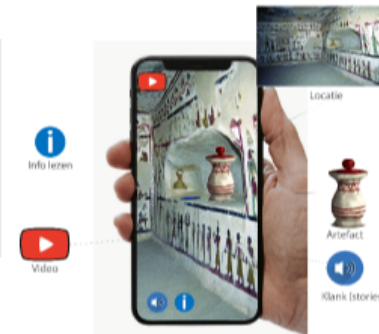 Locatie
Info lezen
Artefact
Video
Klank (stories